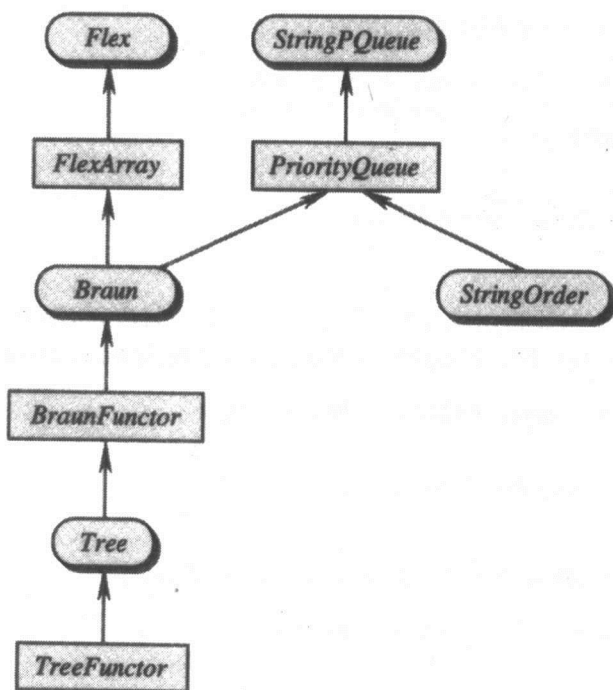 Flex
StringPQueue
FlexArray
PriorityQueue
Braun
StringOrder
BraunFunctor
Tree
TreeFunctor